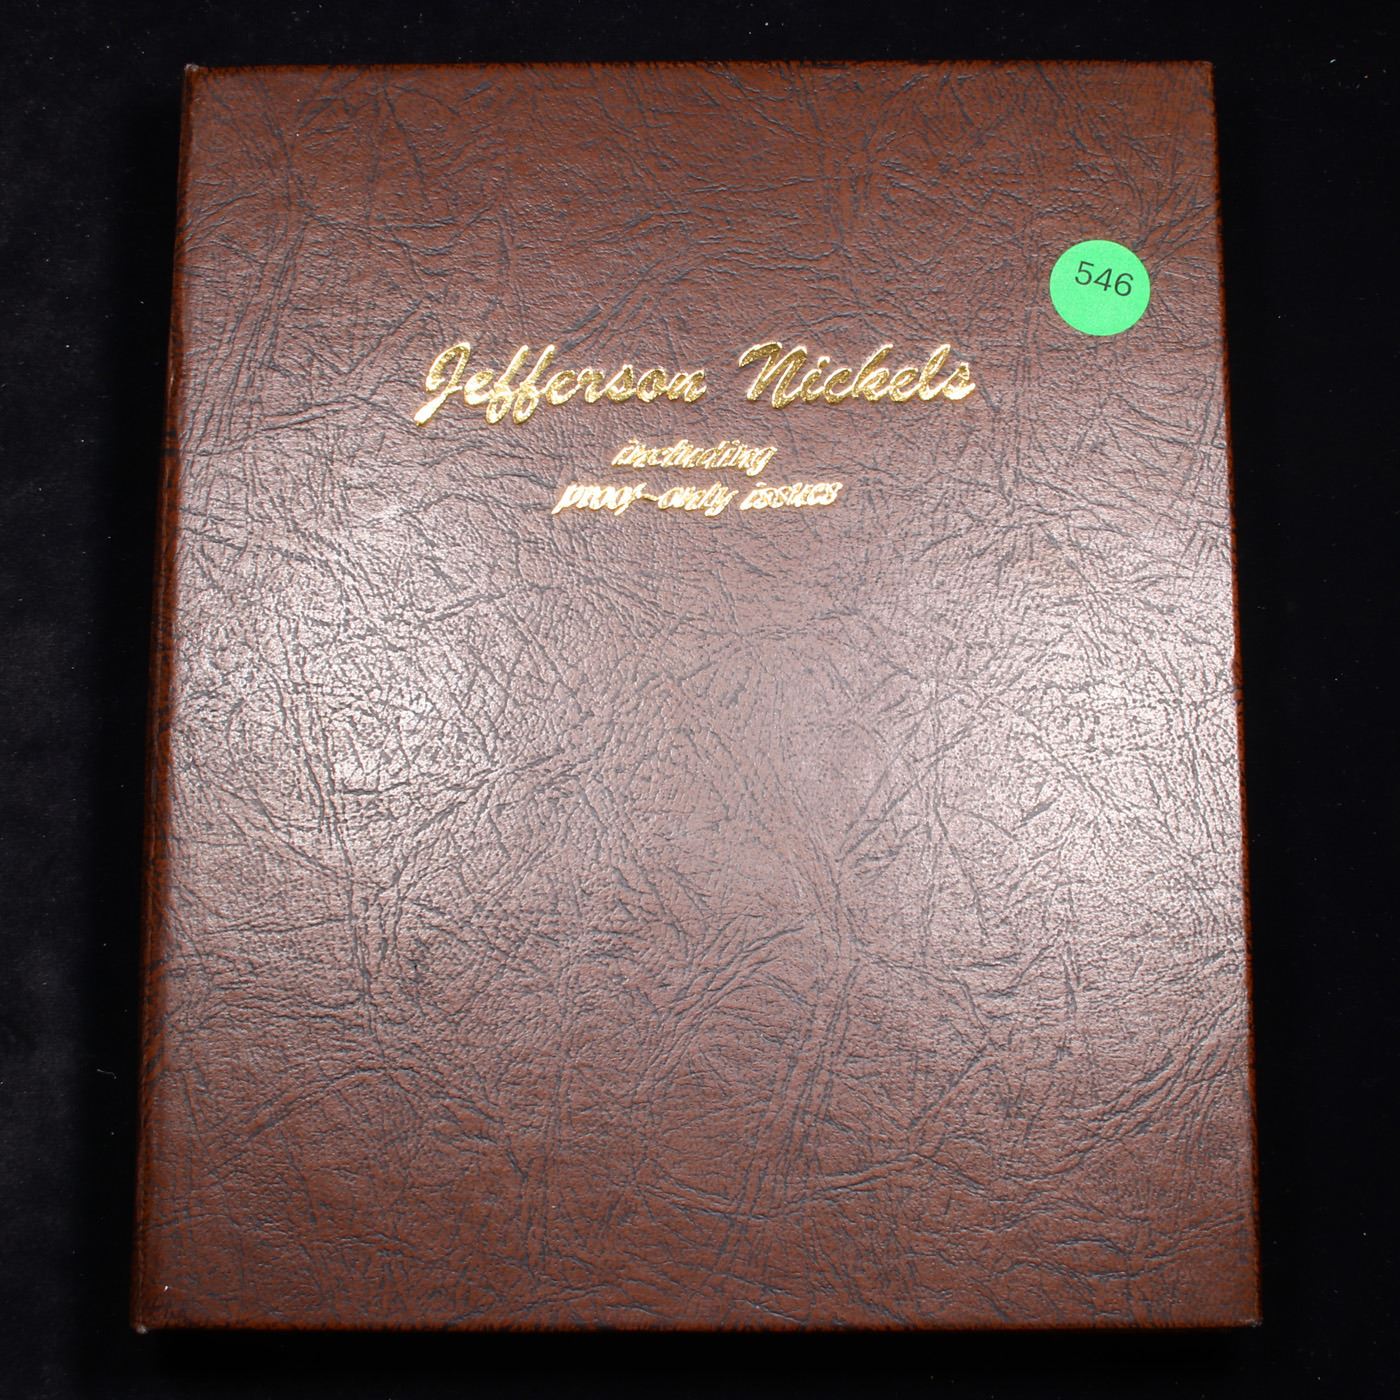 546
Jefferson Nickels
including
proof-only issues